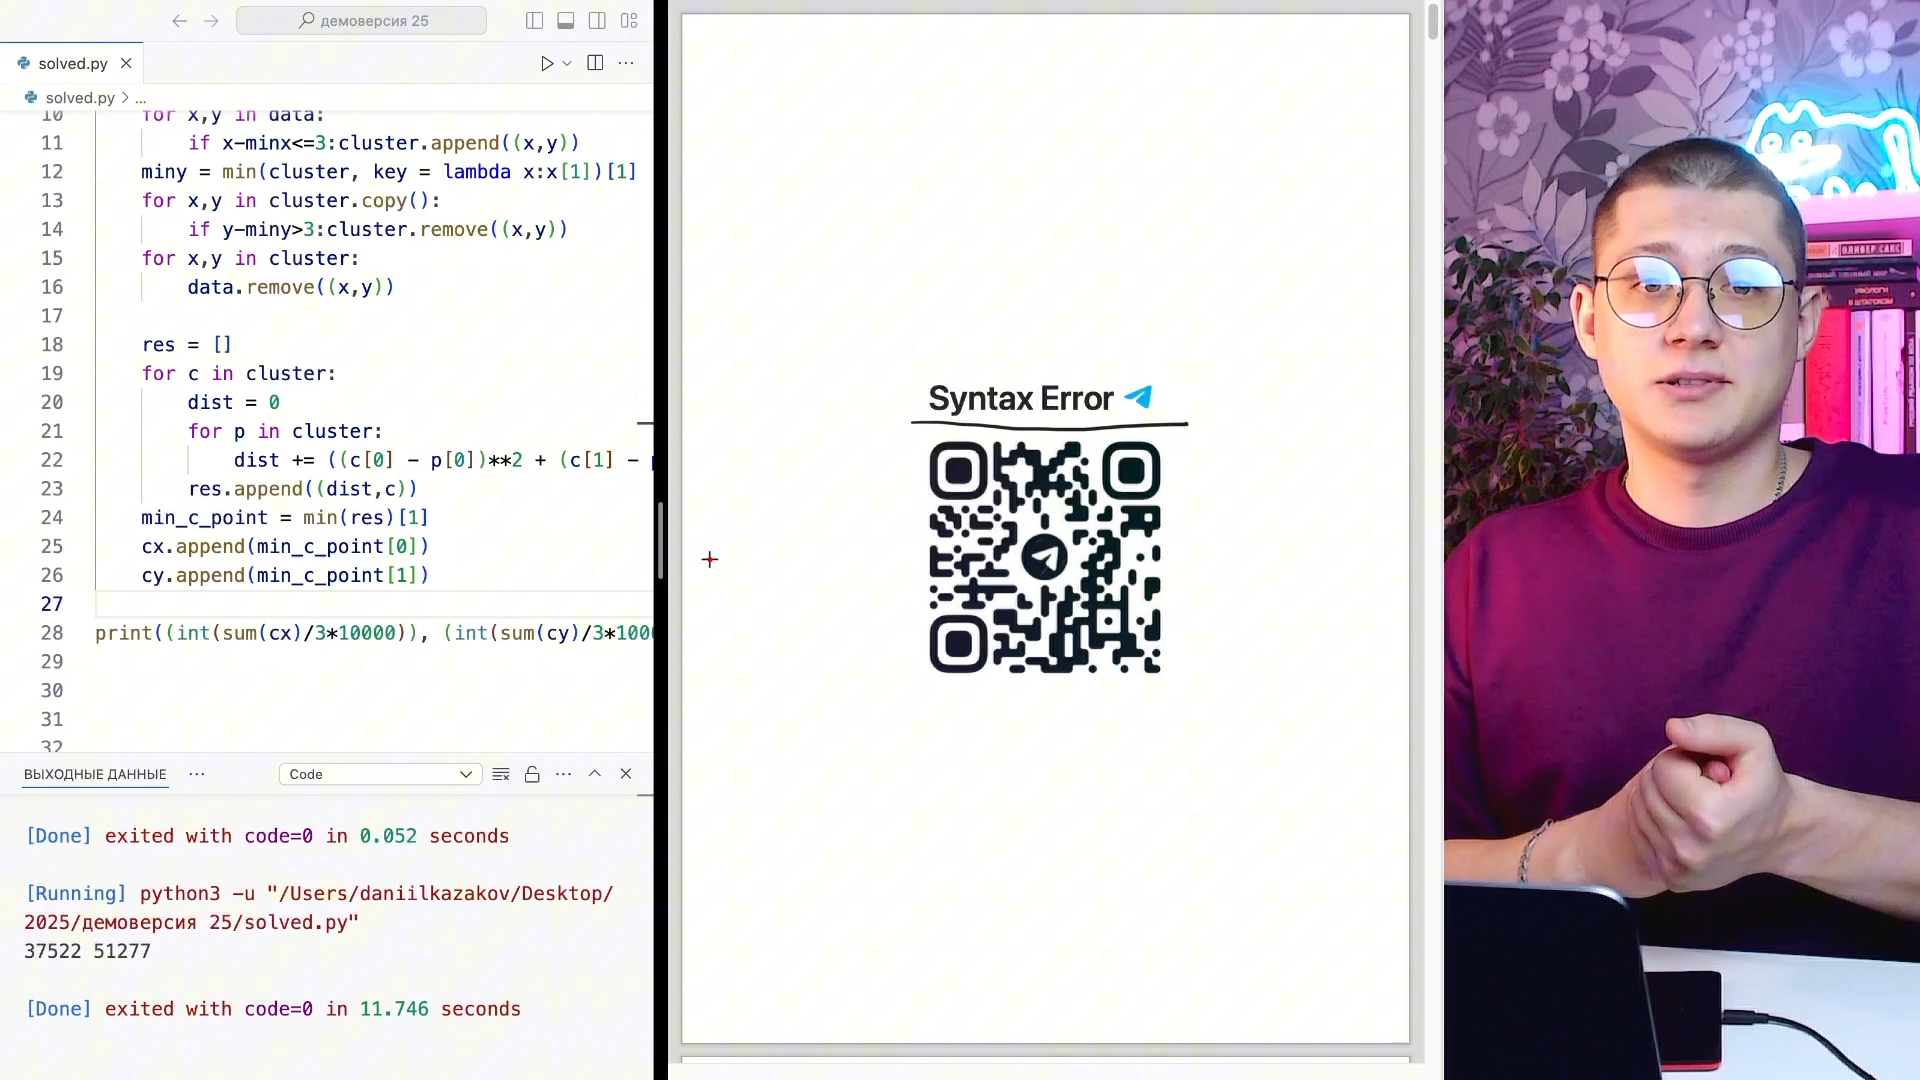 демоверсия 25
solved.py
solved.py > ...
10 for x,y in data:
11 if x-minx<=3:cluster.append((x,y))
12 miny = min(cluster, key = lambda x:x[1])[1]
13 for x,y in cluster.copy():
14 if y-miny>3:cluster.remove((x,y))
15 for x,y in cluster:
16 data.remove((x,y))
17
18 res = []
19 for c in cluster:
20 dist = 0
21 for p in cluster:
22 dist += ((c[0] - p[0])**2 + (c[1] -
23 res.append((dist,c))
24 min_c_point = min(res)[1]
25 cx.append(min_c_point[0])
26 cy.append(min_c_point[1])
27
28 print((int(sum(cx)/3*10000)), (int(sum(cy)/3*100
29
30
31
32
ВЫХОДНЫЕ ДАННЫЕ
Code
[Done] exited with code=0 in 0.052 seconds
[Running] python3 -u "/Users/daniilkazakov/Desktop/
2025/демоверсия 25/solved.py"
37522 51277
[Done] exited with code=0 in 11.746 seconds
Syntax Error
ОЛИВЕР САКС